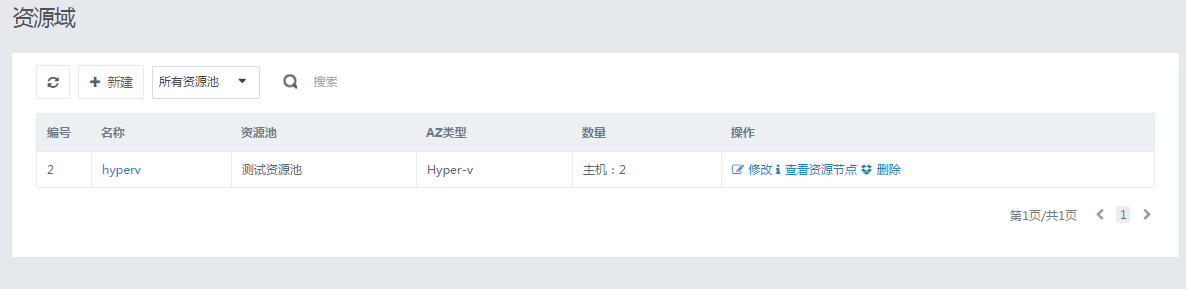 资源域
新建 所有资源池 搜索
编号 名称 资源池 AZ类型 数量 操作
2 hyperv 测试资源池 Hyper-v 主机：2 修改 查看资源节点 删除
第1页/共1页 1